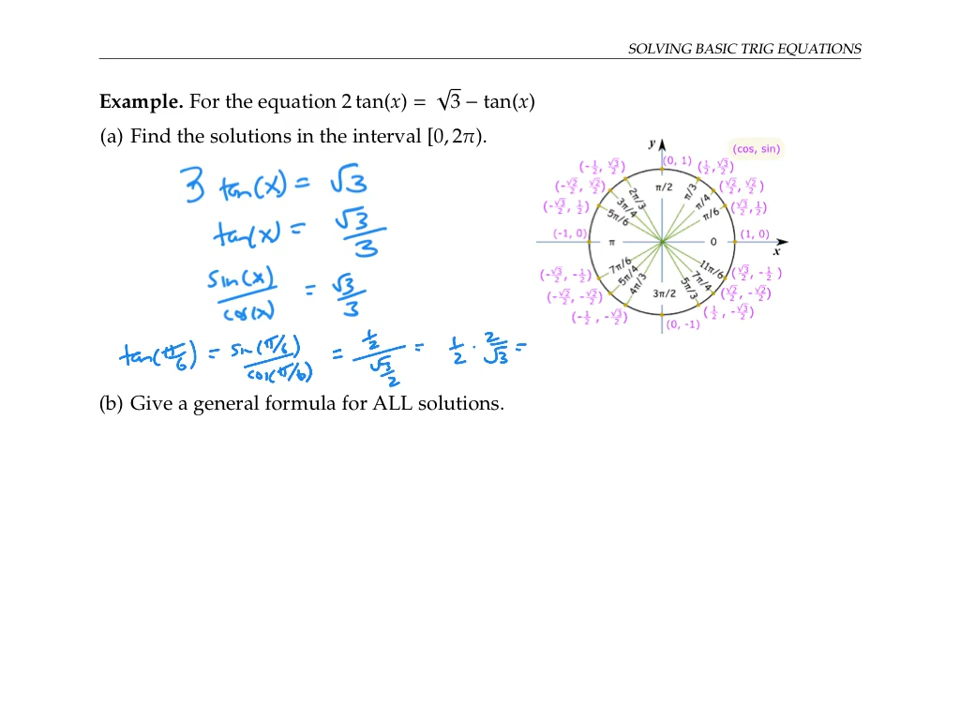 SOLVING BASIC TRIG EQUATIONS
Example. For the equation 2 tan(x) = √3 − tan(x)
(a) Find the solutions in the interval [0, 2π).
3 tan(x) = √3
tan(x) = √3/3
sin(x)/cos(x) = √3/3
tan(π/6) = sin(π/6)/cos(π/6) = (1/2)/(√3/2) = 1/2 · 2/√3 =
(b) Give a general formula for ALL solutions.
y
(cos, sin)
(-1/2, √3/2) (0, 1) (1/2, √3/2)
(-√2/2, √2/2) π/2 (√2/2, √2/2)
(-√3/2, 1/2) 5π/6 3π/4 2π/3 π/3 π/4 π/6 (√3/2, 1/2)
(-1, 0) π 0 (1, 0)
x
(-√3/2, -1/2) 7π/6 5π/4 4π/3 5π/3 7π/4 11π/6 (√3/2, -1/2)
(-√2/2, -√2/2) 3π/2 (√2/2, -√2/2)
(-1/2, -√3/2) (0, -1) (1/2, -√3/2)